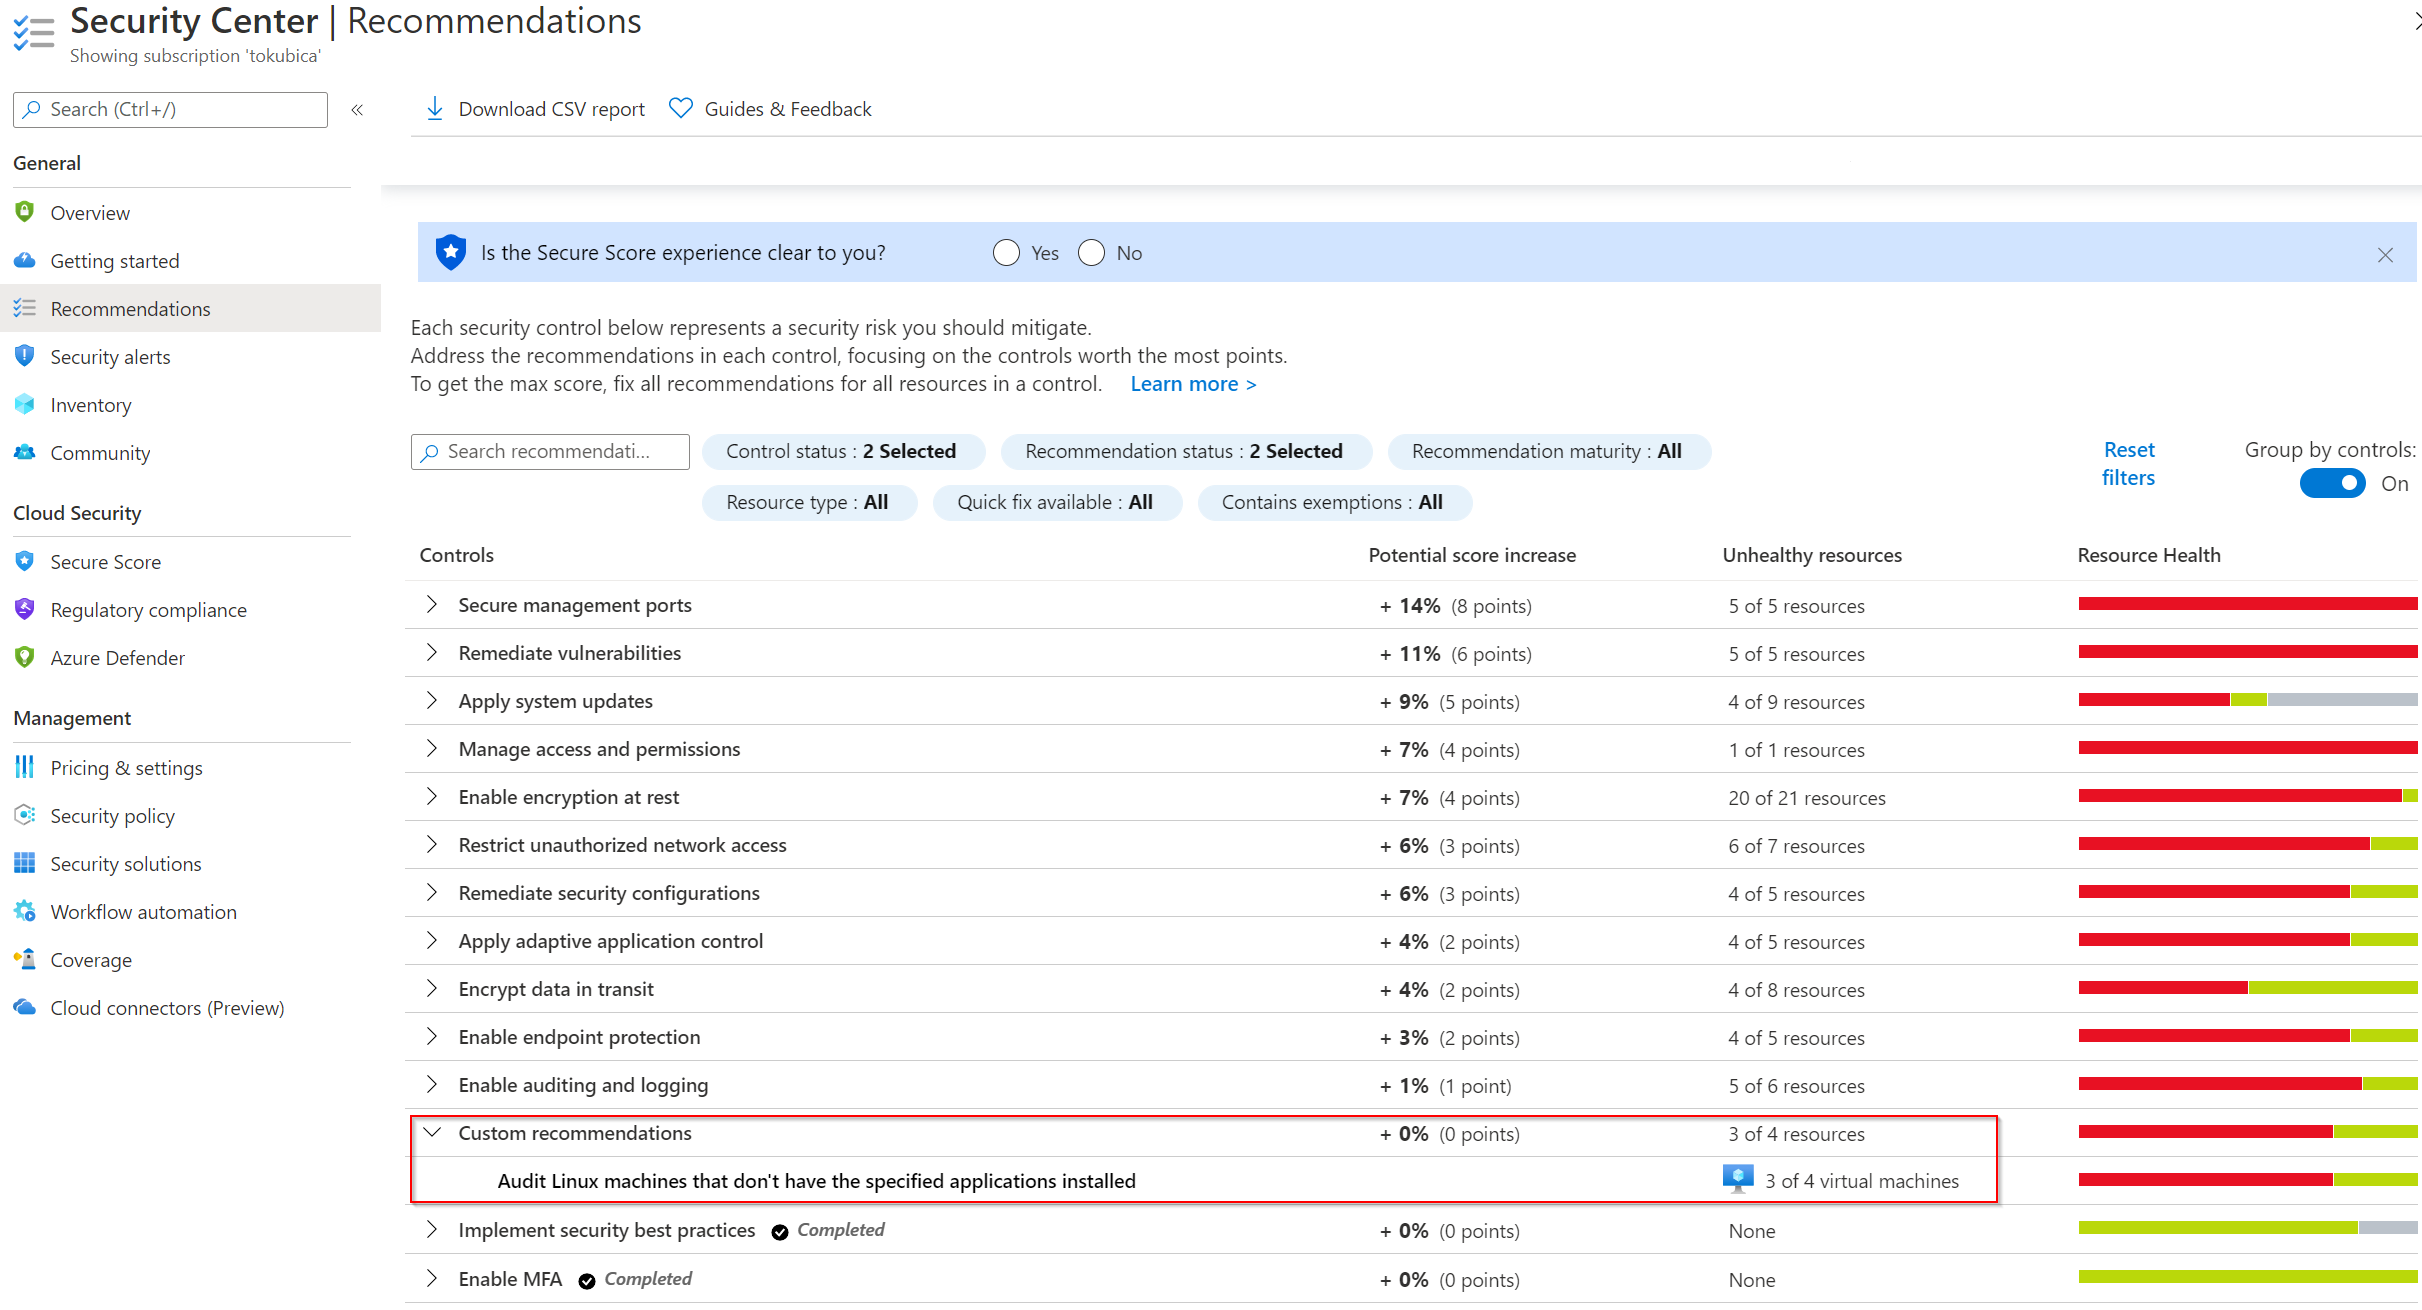 Security Center | Recommendations
Showing subscription 'tokubica'
Search (Ctrl+/)
«
Download CSV report
Guides & Feedback
General
Overview
Getting started
Recommendations
Security alerts
Inventory
Community
Cloud Security
Secure Score
Regulatory compliance
Azure Defender
Management
Pricing & settings
Security policy
Security solutions
Workflow automation
Coverage
Cloud connectors (Preview)
Is the Secure Score experience clear to you? Yes No
Each security control below represents a security risk you should mitigate.
Address the recommendations in each control, focusing on the controls worth the most points.
To get the max score, fix all recommendations for all resources in a control. Learn more >
Search recommendati...
Control status : 2 Selected
Recommendation status : 2 Selected
Recommendation maturity : All
Resource type : All
Quick fix available : All
Contains exemptions : All
Reset
filters
Group by controls:
On
Controls Potential score increase Unhealthy resources Resource Health
Secure management ports + 14% (8 points) 5 of 5 resources
Remediate vulnerabilities + 11% (6 points) 5 of 5 resources
Apply system updates + 9% (5 points) 4 of 9 resources
Manage access and permissions + 7% (4 points) 1 of 1 resources
Enable encryption at rest + 7% (4 points) 20 of 21 resources
Restrict unauthorized network access + 6% (3 points) 6 of 7 resources
Remediate security configurations + 6% (3 points) 4 of 5 resources
Apply adaptive application control + 4% (2 points) 4 of 5 resources
Encrypt data in transit + 4% (2 points) 4 of 8 resources
Enable endpoint protection + 3% (2 points) 4 of 5 resources
Enable auditing and logging + 1% (1 point) 5 of 6 resources
Custom recommendations + 0% (0 points) 3 of 4 resources
Audit Linux machines that don't have the specified applications installed 3 of 4 virtual machines
Implement security best practices Completed + 0% (0 points) None
Enable MFA Completed + 0% (0 points) None